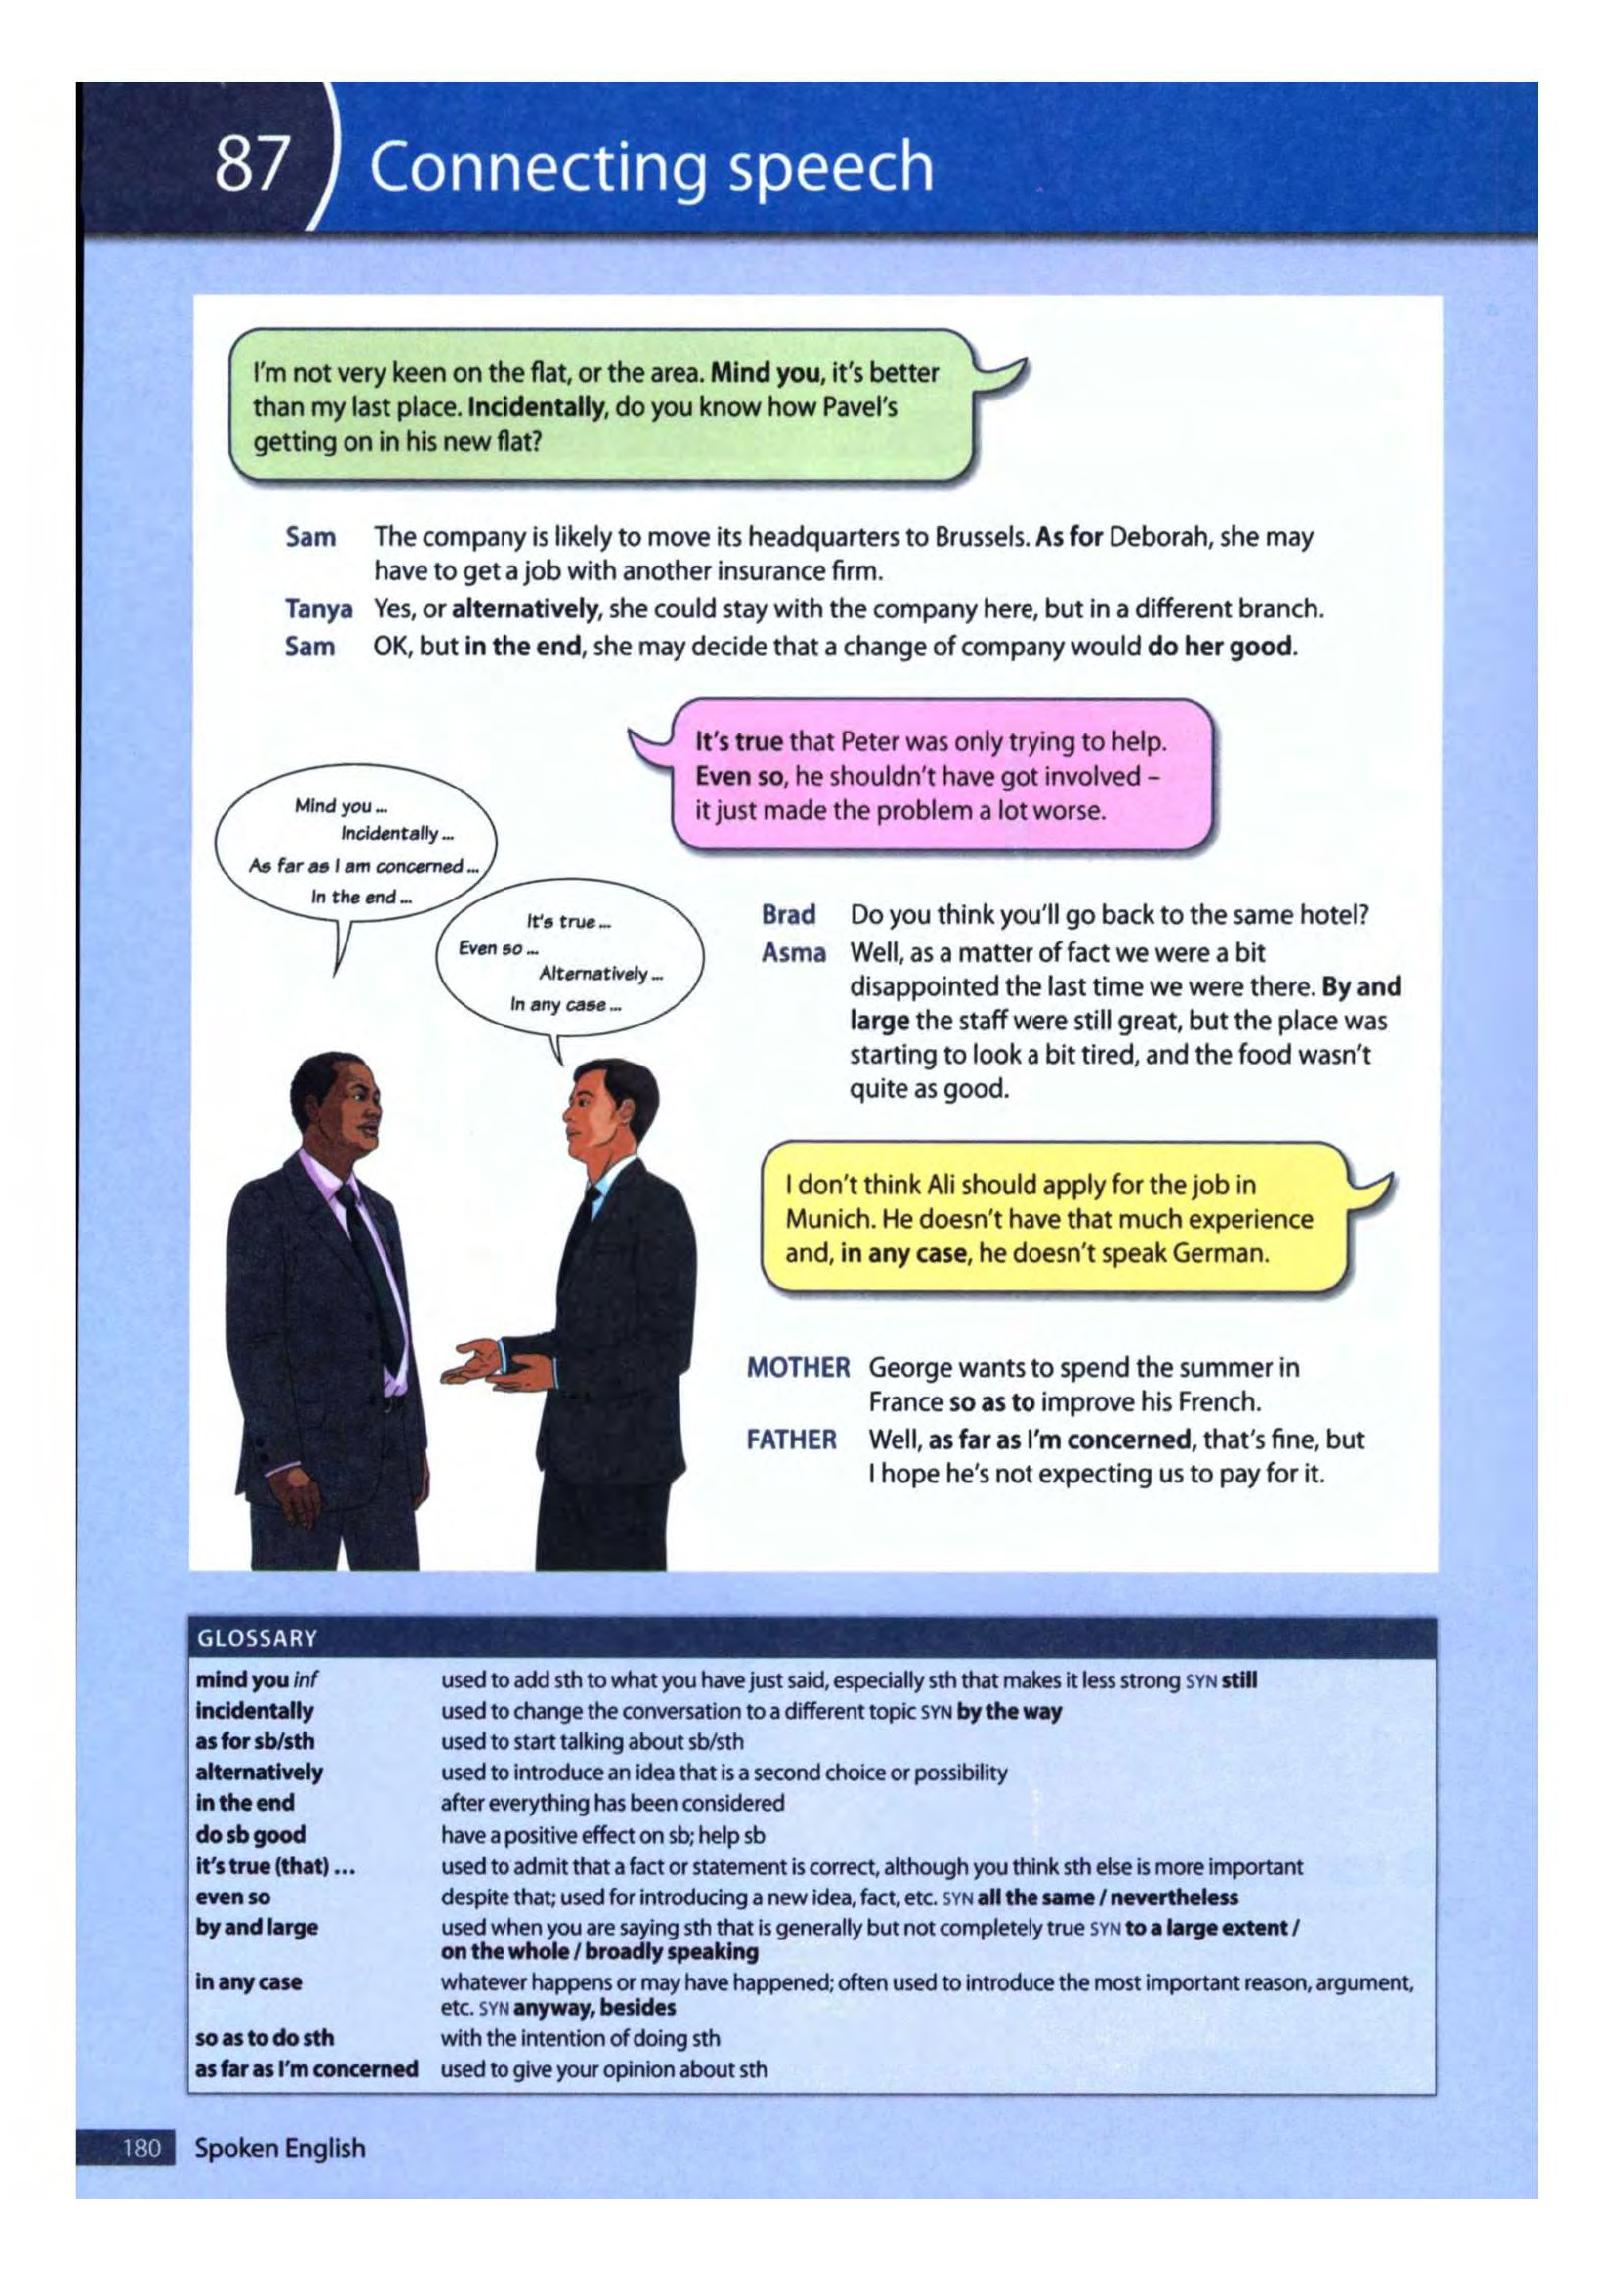 87 Connecting speech
I'm not very keen on the flat, or the area. Mind you, it's better
than my last place. Incidentally, do you know how Pavel's
getting on in his new flat?
Sam The company is likely to move its headquarters to Brussels. As for Deborah, she may
have to get a job with another insurance firm.
Tanya Yes, or alternatively, she could stay with the company here, but in a different branch.
Sam OK, but in the end, she may decide that a change of company would do her good.
It's true that Peter was only trying to help.
Even so, he shouldn't have got involved –
it just made the problem a lot worse.
Mind you ...
Incidentally ...
As far as I am concerned ...
In the end ...
It's true ...
Even so ...
Alternatively ...
In any case ...
Brad Do you think you'll go back to the same hotel?
Asma Well, as a matter of fact we were a bit
disappointed the last time we were there. By and
large the staff were still great, but the place was
starting to look a bit tired, and the food wasn't
quite as good.
I don't think Ali should apply for the job in
Munich. He doesn't have that much experience
and, in any case, he doesn't speak German.
MOTHER George wants to spend the summer in
France so as to improve his French.
FATHER Well, as far as I'm concerned, that's fine, but
I hope he's not expecting us to pay for it.
GLOSSARY
mind you inf used to add sth to what you have just said, especially sth that makes it less strong SYN still
incidentally used to change the conversation to a different topic SYN by the way
as for sb/sth used to start talking about sb/sth
alternatively used to introduce an idea that is a second choice or possibility
in the end after everything has been considered
do sb good have a positive effect on sb; help sb
it's true (that) ... used to admit that a fact or statement is correct, although you think sth else is more important
even so despite that; used for introducing a new idea, fact, etc. SYN all the same / nevertheless
by and large used when you are saying sth that is generally but not completely true SYN to a large extent /
on the whole / broadly speaking
in any case whatever happens or may have happened; often used to introduce the most important reason, argument,
etc. SYN anyway, besides
so as to do sth with the intention of doing sth
as far as I'm concerned used to give your opinion about sth
180 Spoken English